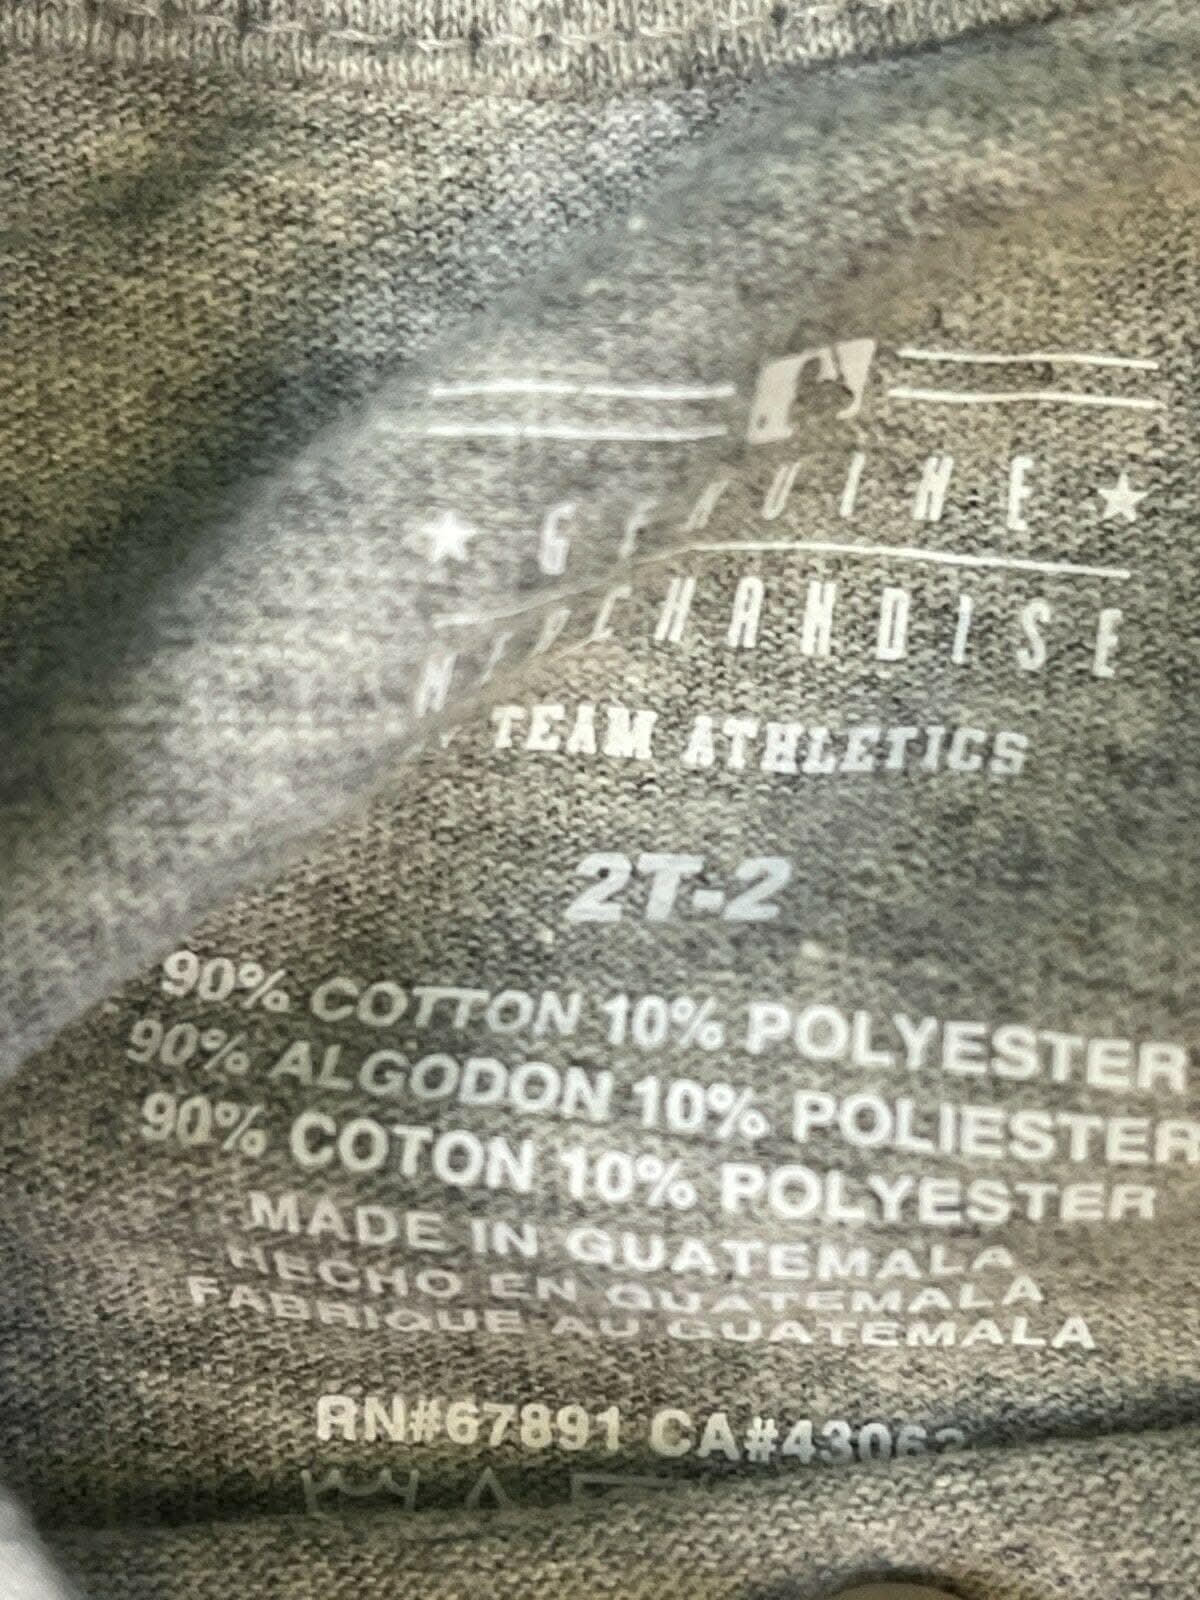 ★ GENUINE ★
MERCHANDISE
TEAM ATHLETICS
2T-2
90% COTTON 10% POLYESTER
90% ALGODON 10% POLIESTER
90% COTON 10% POLYESTER
MADE IN GUATEMALA
HECHO EN GUATEMALA
FABRIQUE AU GUATEMALA
RN#67891